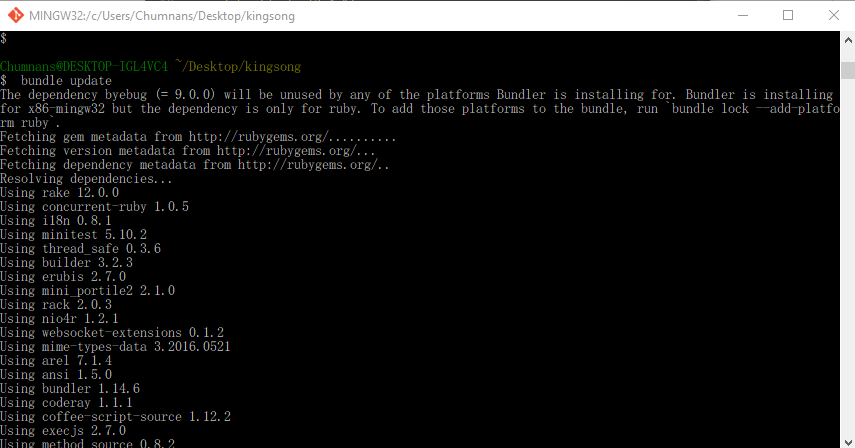 MINGW32:/c/Users/Chumnans/Desktop/kingsong
$
Chumnans@DESKTOP-IGL4VC4 ~/Desktop/kingsong
$  bundle update
The dependency byebug (= 9.0.0) will be unused by any of the platforms Bundler is installing for. Bundler is installing
for x86-mingw32 but the dependency is only for ruby. To add those platforms to the bundle, run `bundle lock --add-platfo
rm ruby`.
Fetching gem metadata from http://rubygems.org/..........
Fetching version metadata from http://rubygems.org/...
Fetching dependency metadata from http://rubygems.org/..
Resolving dependencies...
Using rake 12.0.0
Using concurrent-ruby 1.0.5
Using i18n 0.8.1
Using minitest 5.10.2
Using thread_safe 0.3.6
Using builder 3.2.3
Using erubis 2.7.0
Using mini_portile2 2.1.0
Using rack 2.0.3
Using nio4r 1.2.1
Using websocket-extensions 0.1.2
Using mime-types-data 3.2016.0521
Using arel 7.1.4
Using ansi 1.5.0
Using bundler 1.14.6
Using coderay 1.1.1
Using coffee-script-source 1.12.2
Using execjs 2.7.0
Using method_source 0.8.2